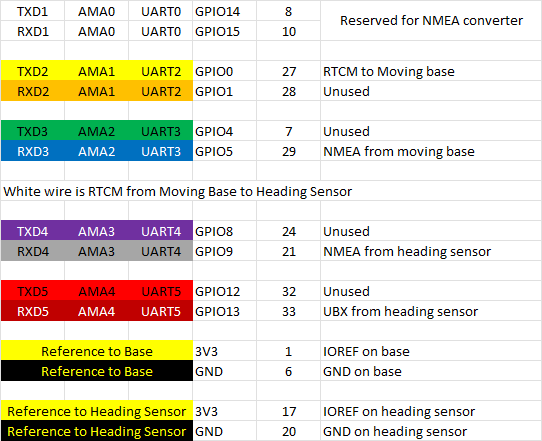 TXD1 AMA0 UART0 GPIO14 8 Reserved for NMEA converter
RXD1 AMA0 UART0 GPIO15 10
TXD2 AMA1 UART2 GPIO0 27 RTCM to Moving base
RXD2 AMA1 UART2 GPIO1 28 Unused
TXD3 AMA2 UART3 GPIO4 7 Unused
RXD3 AMA2 UART3 GPIO5 29 NMEA from moving base
White wire is RTCM from Moving Base to Heading Sensor
TXD4 AMA3 UART4 GPIO8 24 Unused
RXD4 AMA3 UART4 GPIO9 21 NMEA from heading sensor
TXD5 AMA4 UART5 GPIO12 32 Unused
RXD5 AMA4 UART5 GPIO13 33 UBX from heading sensor
Reference to Base 3V3 1 IOREF on base
Reference to Base GND 6 GND on base
Reference to Heading Sensor 3V3 17 IOREF on heading sensor
Reference to Heading Sensor GND 20 GND on heading sensor